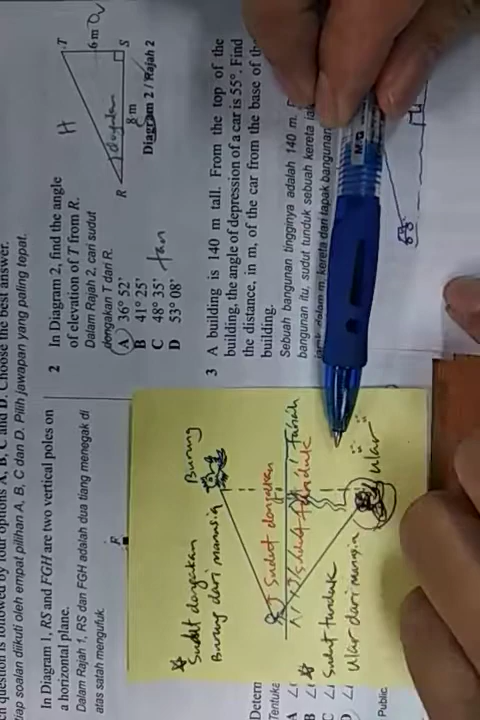 question is followed by four options A, B, C and D. Choose the best answer.
tiap soalan diikuti oleh empat pilihan A, B, C dan D. Pilih jawapan yang paling tepat.
In Diagram 1, RS and FGH are two vertical poles on
a horizontal plane.
Dalam Rajah 1, RS dan FGH adalah dua tiang menegak di
atas satah mengufuk.
Sudut dongakan
Burung dari manusia
Burung
Sudut dongakan
Sudut tunduk
Tanah
Sudut tunduk
Ular dari manusia
Ular
Tentuka
A ∠
B ∠
C ∠
D ∠
2 In Diagram 2, find the angle
of elevation of T from R.
Dalam Rajah 2, cari sudut
dongakan T dari R.
A 36° 52'
B 41° 25'
C 48° 35'
D 53° 08'
tan
T
H
6 m
S
dongakan
8 m
R
Diagram 2 / Rajah 2
3 A building is 140 m tall. From the top of the
building, the angle of depression of a car is 55°. Find
the distance, in m, of the car from the base of the
building.
Sebuah bangunan tingginya adalah 140 m.
bangunan itu, sudut tunduk sebuah kereta
dalam m, kereta dari tapak bangunan